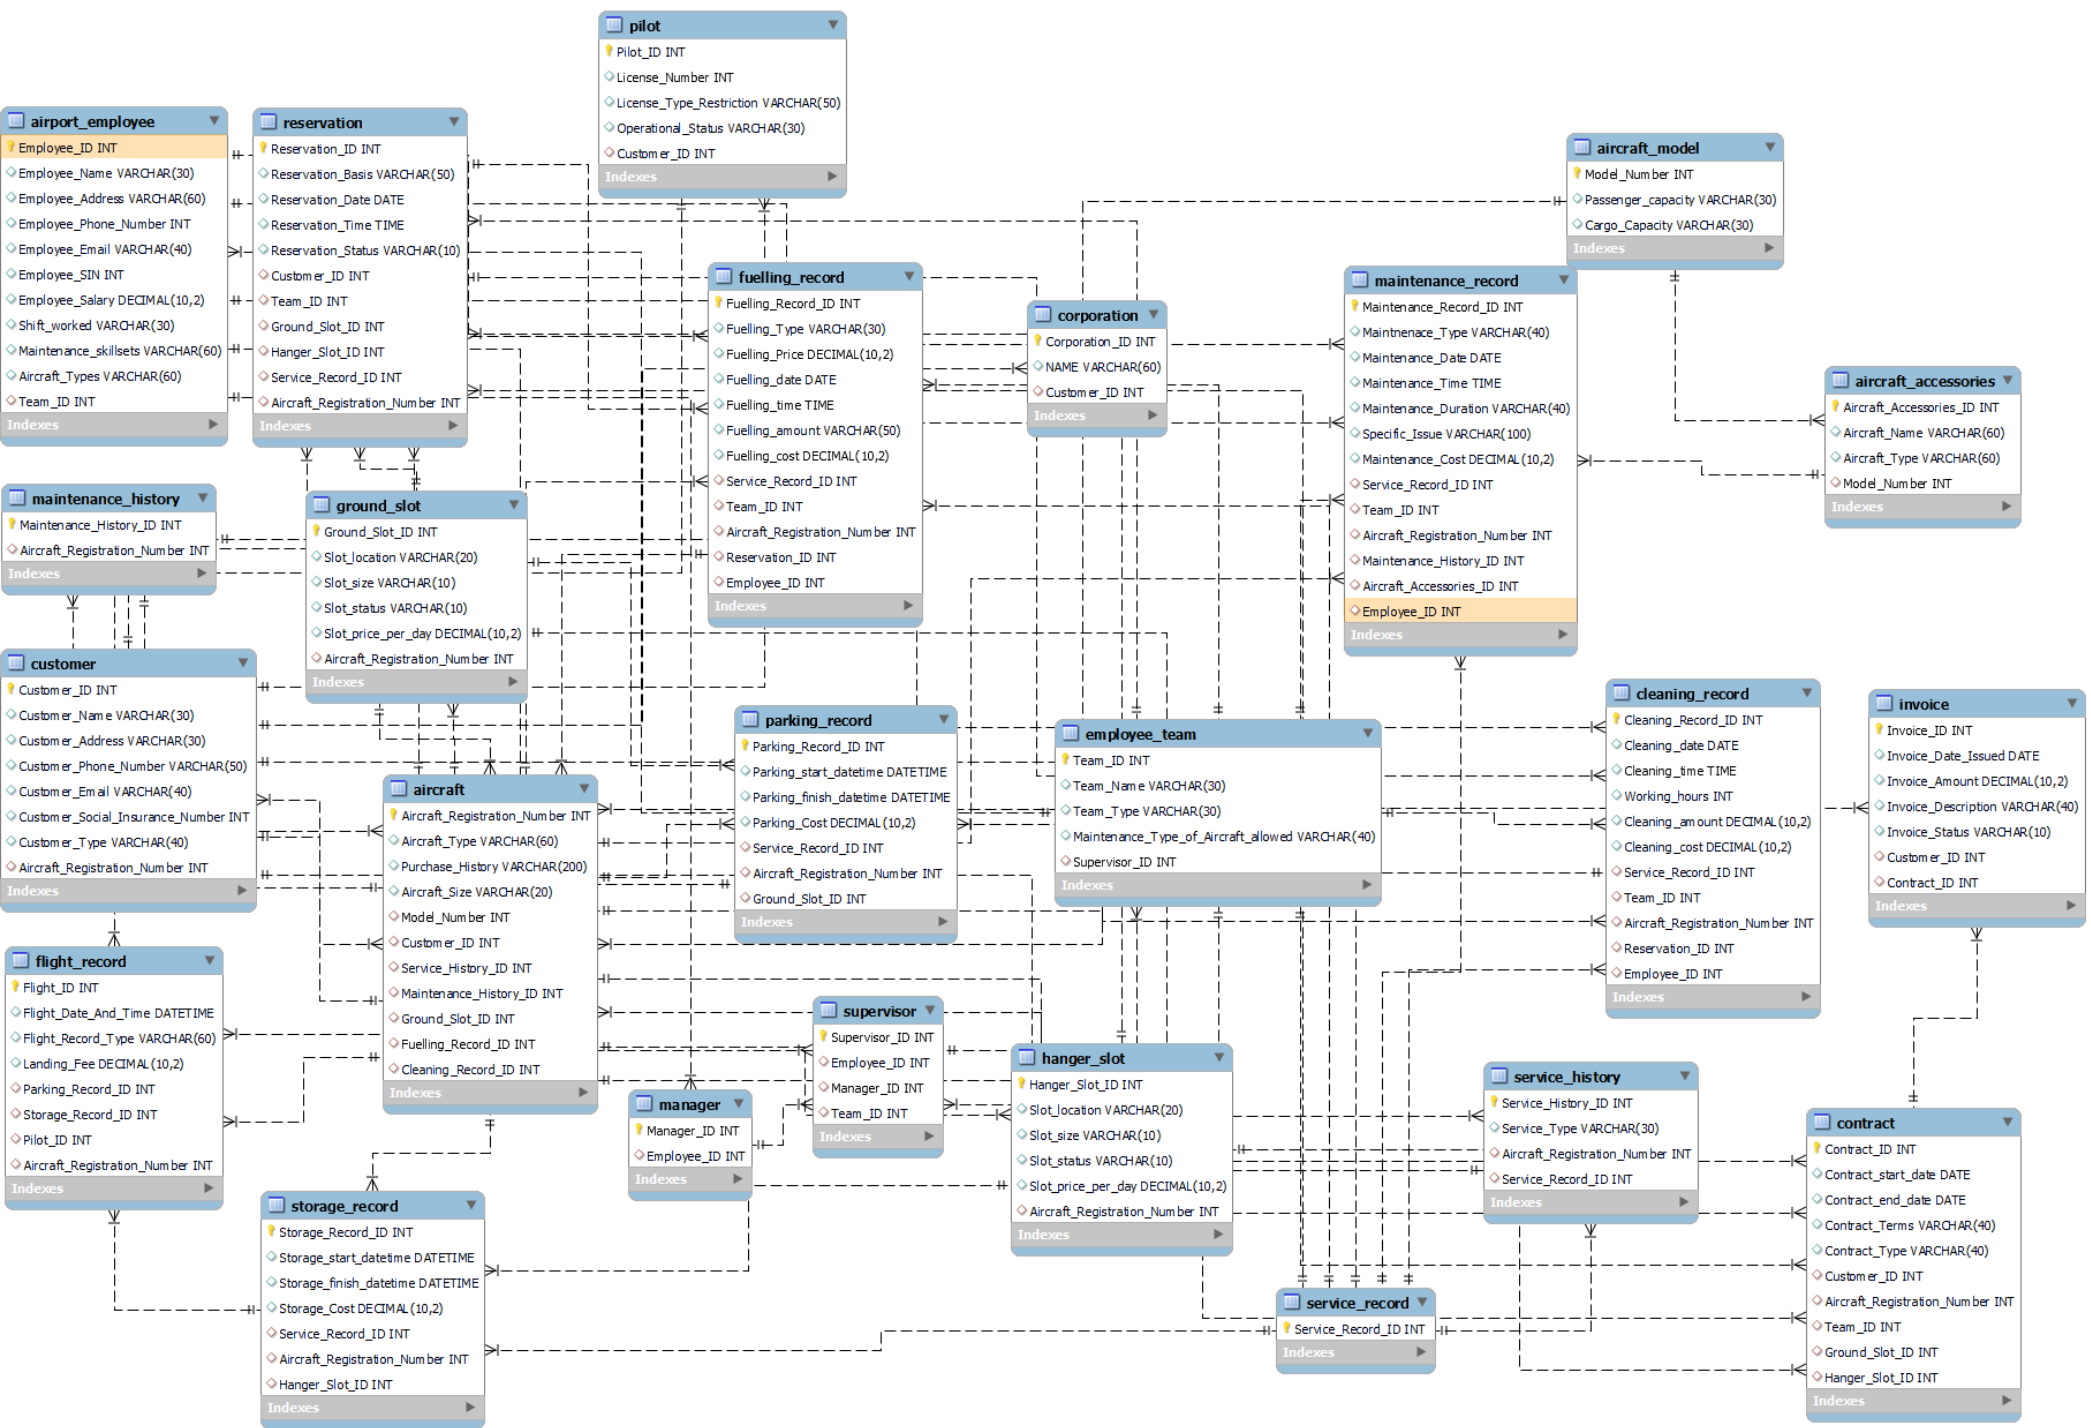 pilot
Pilot_ID INT
License_Number INT
License_Type_Restriction VARCHAR(50)
Operational_Status VARCHAR(30)
Customer_ID INT
Indexes
airport_employee
Employee_ID INT
Employee_Name VARCHAR(30)
Employee_Address VARCHAR(60)
Employee_Phone_Number INT
Employee_Email VARCHAR(40)
Employee_SIN INT
Employee_Salary DECIMAL(10,2)
Shift_worked VARCHAR(30)
Maintenance_skillsets VARCHAR(60)
Aircraft_Types VARCHAR(60)
Team_ID INT
Indexes
reservation
Reservation_ID INT
Reservation_Basis VARCHAR(50)
Reservation_Date DATE
Reservation_Time TIME
Reservation_Status VARCHAR(10)
Customer_ID INT
Team_ID INT
Ground_Slot_ID INT
Hanger_Slot_ID INT
Service_Record_ID INT
Aircraft_Registration_Number INT
Indexes
aircraft_model
Model_Number INT
Passenger_capacity VARCHAR(30)
Cargo_Capacity VARCHAR(30)
Indexes
fuelling_record
Fuelling_Record_ID INT
Fuelling_Type VARCHAR(30)
Fuelling_Price DECIMAL(10,2)
Fuelling_date DATE
Fuelling_time TIME
Fuelling_amount VARCHAR(50)
Fuelling_cost DECIMAL(10,2)
Service_Record_ID INT
Team_ID INT
Aircraft_Registration_Number INT
Reservation_ID INT
Employee_ID INT
Indexes
corporation
Corporation_ID INT
NAME VARCHAR(60)
Customer_ID INT
Indexes
maintenance_record
Maintenance_Record_ID INT
Maintnenace_Type VARCHAR(40)
Maintenance_Date DATE
Maintenance_Time TIME
Maintenance_Duration VARCHAR(40)
Specific_Issue VARCHAR(100)
Maintenance_Cost DECIMAL(10,2)
Service_Record_ID INT
Team_ID INT
Aircraft_Registration_Number INT
Maintenance_History_ID INT
Aircraft_Accessories_ID INT
Employee_ID INT
Indexes
aircraft_accessories
Aircraft_Accessories_ID INT
Aircraft_Name VARCHAR(60)
Aircraft_Type VARCHAR(60)
Model_Number INT
Indexes
maintenance_history
Maintenance_History_ID INT
Aircraft_Registration_Number INT
Indexes
ground_slot
Ground_Slot_ID INT
Slot_location VARCHAR(20)
Slot_size VARCHAR(10)
Slot_status VARCHAR(10)
Slot_price_per_day DECIMAL(10,2)
Aircraft_Registration_Number INT
Indexes
customer
Customer_ID INT
Customer_Name VARCHAR(30)
Customer_Address VARCHAR(30)
Customer_Phone_Number VARCHAR(50)
Customer_Email VARCHAR(40)
Customer_Social_Insurance_Number INT
Customer_Type VARCHAR(40)
Aircraft_Registration_Number INT
Indexes
aircraft
Aircraft_Registration_Number INT
Aircraft_Type VARCHAR(60)
Purchase_History VARCHAR(200)
Aircraft_Size VARCHAR(20)
Model_Number INT
Customer_ID INT
Service_History_ID INT
Maintenance_History_ID INT
Ground_Slot_ID INT
Fuelling_Record_ID INT
Cleaning_Record_ID INT
Indexes
parking_record
Parking_Record_ID INT
Parking_start_datetime DATETIME
Parking_finish_datetime DATETIME
Parking_Cost DECIMAL(10,2)
Service_Record_ID INT
Aircraft_Registration_Number INT
Ground_Slot_ID INT
Indexes
employee_team
Team_ID INT
Team_Name VARCHAR(30)
Team_Type VARCHAR(30)
Maintenance_Type_of_Aircraft_allowed VARCHAR(40)
Supervisor_ID INT
Indexes
cleaning_record
Cleaning_Record_ID INT
Cleaning_date DATE
Cleaning_time TIME
Working_hours INT
Cleaning_amount DECIMAL(10,2)
Cleaning_cost DECIMAL(10,2)
Service_Record_ID INT
Team_ID INT
Aircraft_Registration_Number INT
Reservation_ID INT
Employee_ID INT
Indexes
invoice
Invoice_ID INT
Invoice_Date_Issued DATE
Invoice_Amount DECIMAL(10,2)
Invoice_Description VARCHAR(40)
Invoice_Status VARCHAR(10)
Customer_ID INT
Contract_ID INT
Indexes
flight_record
Flight_ID INT
Flight_Date_And_Time DATETIME
Flight_Record_Type VARCHAR(60)
Landing_Fee DECIMAL(10,2)
Parking_Record_ID INT
Storage_Record_ID INT
Pilot_ID INT
Aircraft_Registration_Number INT
Indexes
supervisor
Supervisor_ID INT
Employee_ID INT
Manager_ID INT
Team_ID INT
Indexes
manager
Manager_ID INT
Employee_ID INT
Indexes
hanger_slot
Hanger_Slot_ID INT
Slot_location VARCHAR(20)
Slot_size VARCHAR(10)
Slot_status VARCHAR(10)
Slot_price_per_day DECIMAL(10,2)
Aircraft_Registration_Number INT
Indexes
service_history
Service_History_ID INT
Service_Type VARCHAR(30)
Aircraft_Registration_Number INT
Service_Record_ID INT
Indexes
contract
Contract_ID INT
Contract_start_date DATE
Contract_end_date DATE
Contract_Terms VARCHAR(40)
Contract_Type VARCHAR(40)
Customer_ID INT
Aircraft_Registration_Number INT
Team_ID INT
Ground_Slot_ID INT
Hanger_Slot_ID INT
Indexes
storage_record
Storage_Record_ID INT
Storage_start_datetime DATETIME
Storage_finish_datetime DATETIME
Storage_Cost DECIMAL(10,2)
Service_Record_ID INT
Aircraft_Registration_Number INT
Hanger_Slot_ID INT
Indexes
service_record
Service_Record_ID INT
Indexes